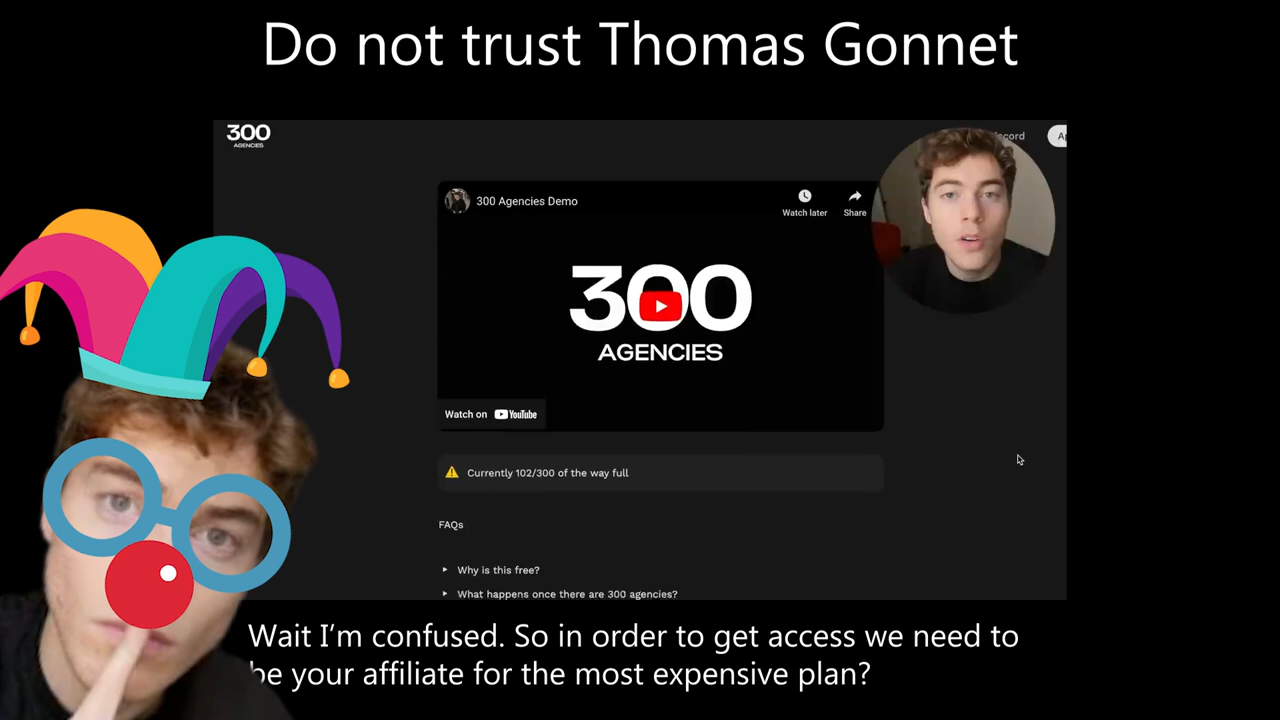 Do not trust Thomas Gonnet
300
AGENCIES
300 Agencies Demo
Watch later
Share
300
AGENCIES
Watch on YouTube
Currently 102/300 of the way full
FAQs
Why is this free?
What happens once there are 300 agencies?
Wait I'm confused. So in order to get access we need to
be your affiliate for the most expensive plan?